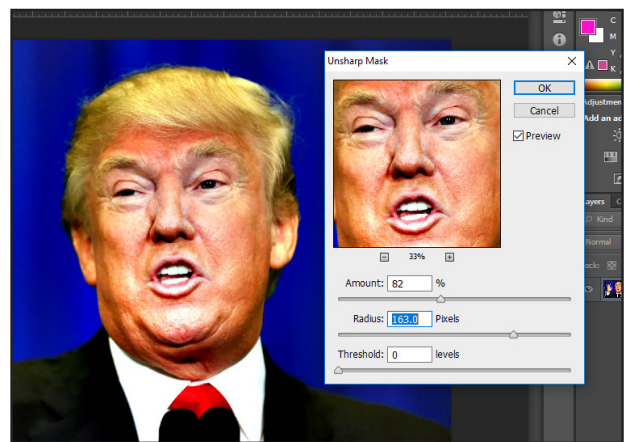 C
M
Y
K
Unsharp Mask
OK
Cancel
Preview
33%
Amount: 82 %
Radius: 163.0 Pixels
Threshold: 0 levels
Adjustmen
Add an ad
ayers C
Kind
Normal
ock: